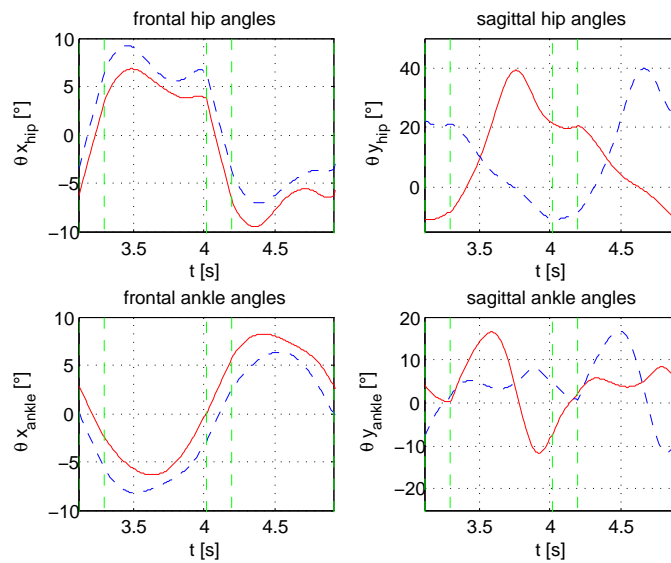 frontal hip angles
sagittal hip angles
10
5
0
−5
−10
θ x_hip [°]
3.5
4
4.5
t [s]
40
20
0
θ y_hip [°]
3.5
4
4.5
t [s]
frontal ankle angles
sagittal ankle angles
10
5
0
−5
−10
θ x_ankle [°]
3.5
4
4.5
t [s]
20
10
0
−10
−20
θ y_ankle [°]
3.5
4
4.5
t [s]